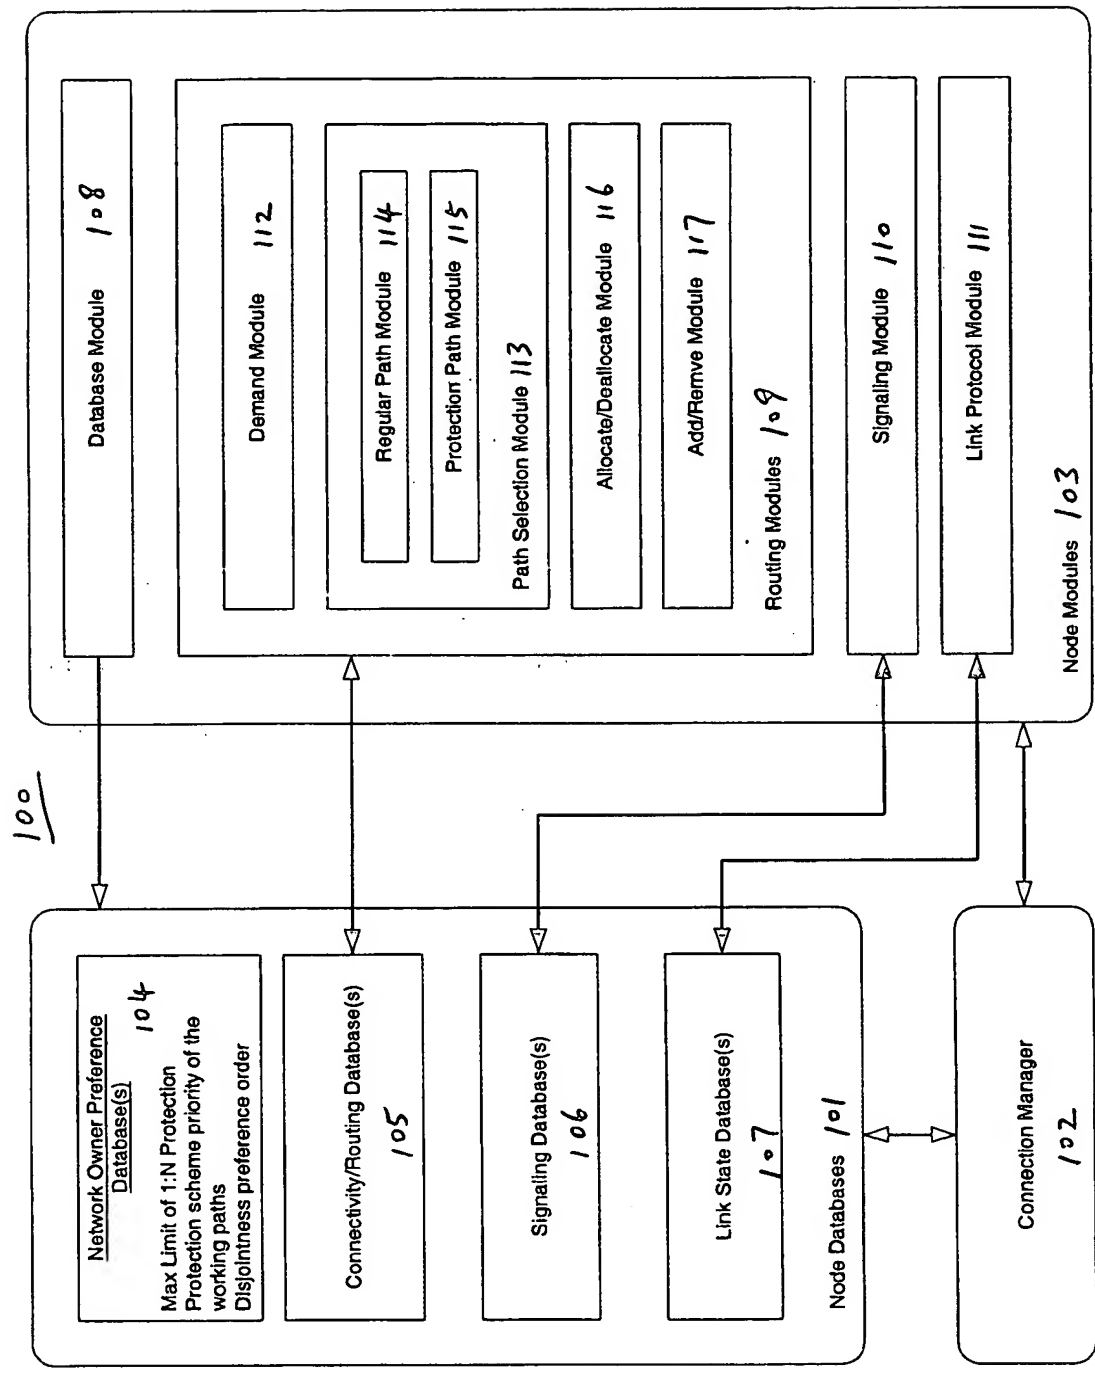 100
Network Owner Preference
Database(s)
104
Max Limit of 1:N Protection
Protection scheme priority of the
working paths
Disjointness preference order
Connectivity/Routing Database(s)
105
Signaling Database(s)
106
Link State Database(s)
107
Node Databases 101
Connection Manager
102
Database Module 108
Demand Module 112
Regular Path Module 114
Protection Path Module 115
Path Selection Module 113
Allocate/Deallocate Module 116
Add/Remve Module 117
Routing Modules 109
Signaling Module 110
Link Protocol Module 111
Node Modules 103